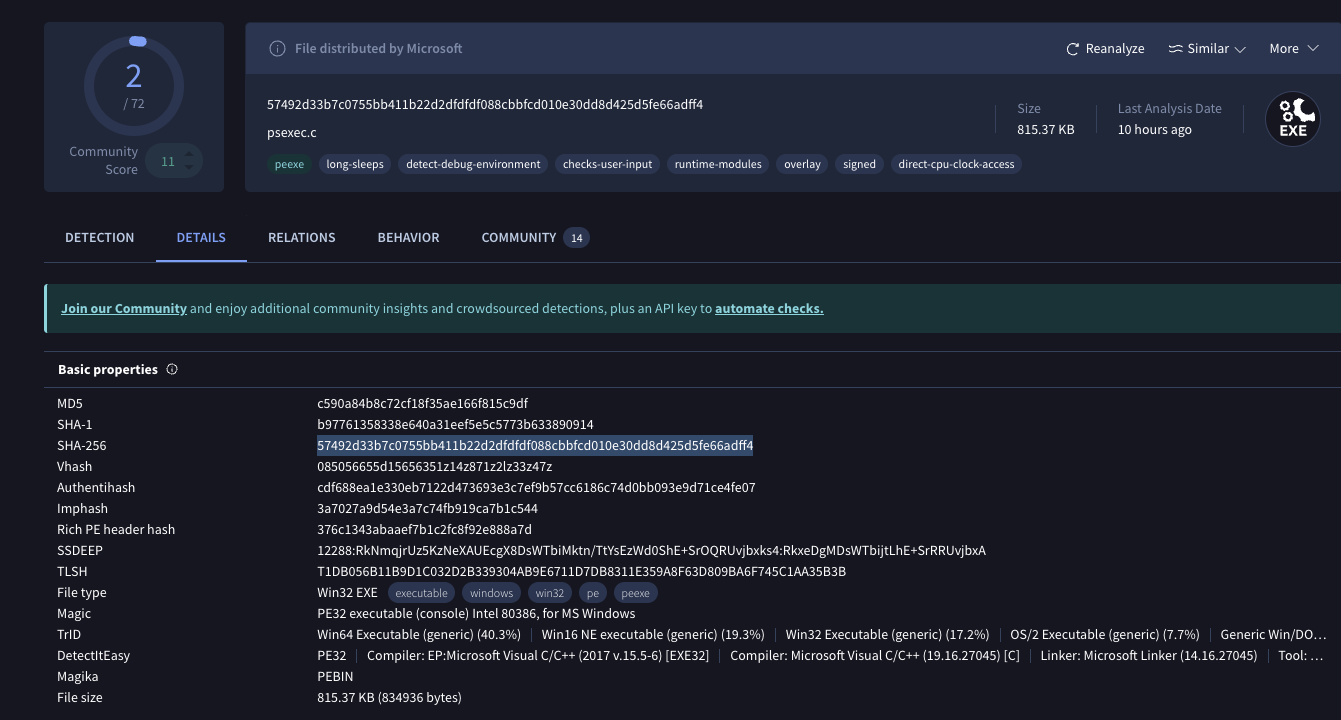 2
/ 72
Community Score
11
File distributed by Microsoft
Reanalyze
Similar
More
57492d33b7c0755bb411b22d2dfdfdf088cbbfcd010e30dd8d425d5fe66adff4
psexec.c
Size
815.37 KB
Last Analysis Date
10 hours ago
EXE
peexe long-sleeps detect-debug-environment checks-user-input runtime-modules overlay signed direct-cpu-clock-access
DETECTION DETAILS RELATIONS BEHAVIOR COMMUNITY 14
Join our Community and enjoy additional community insights and crowdsourced detections, plus an API key to automate checks.
Basic properties
MD5 c590a84b8c72cf18f35ae166f815c9df
SHA-1 b97761358338e640a31eef5e5c5773b633890914
SHA-256 57492d33b7c0755bb411b22d2dfdfdf088cbbfcd010e30dd8d425d5fe66adff4
Vhash 085056655d15656351z14z871z2lz33z47z
Authentihash cdf688ea1e330eb7122d473693e3c7ef9b57cc6186c74d0bb093e9d71ce4fe07
Imphash 3a7027a9d54e3a7c74fb919ca7b1c544
Rich PE header hash 376c1343abaaef7b1c2fc8f92e888a7d
SSDEEP 12288:RkNmqjrUz5KzNeXAUEcgX8DsWTbiMktn/TtYsEzWd0ShE+SrOQRUvjbxks4:RkxeDgMDsWTbijtLhE+SrRRUvjbxA
TLSH T1DB056B11B9D1C032D2B339304AB9E6711D7DB8311E359A8F63D809BA6F745C1AA35B3B
File type Win32 EXE executable windows win32 pe peexe
Magic PE32 executable (console) Intel 80386, for MS Windows
TrID Win64 Executable (generic) (40.3%) Win16 NE executable (generic) (19.3%) Win32 Executable (generic) (17.2%) OS/2 Executable (generic) (7.7%) Generic Win/DO…
DetectItEasy PE32 Compiler: EP:Microsoft Visual C/C++ (2017 v.15.5-6) [EXE32] Compiler: Microsoft Visual C/C++ (19.16.27045) [C] Linker: Microsoft Linker (14.16.27045) Tool: …
Magika PEBIN
File size 815.37 KB (834936 bytes)